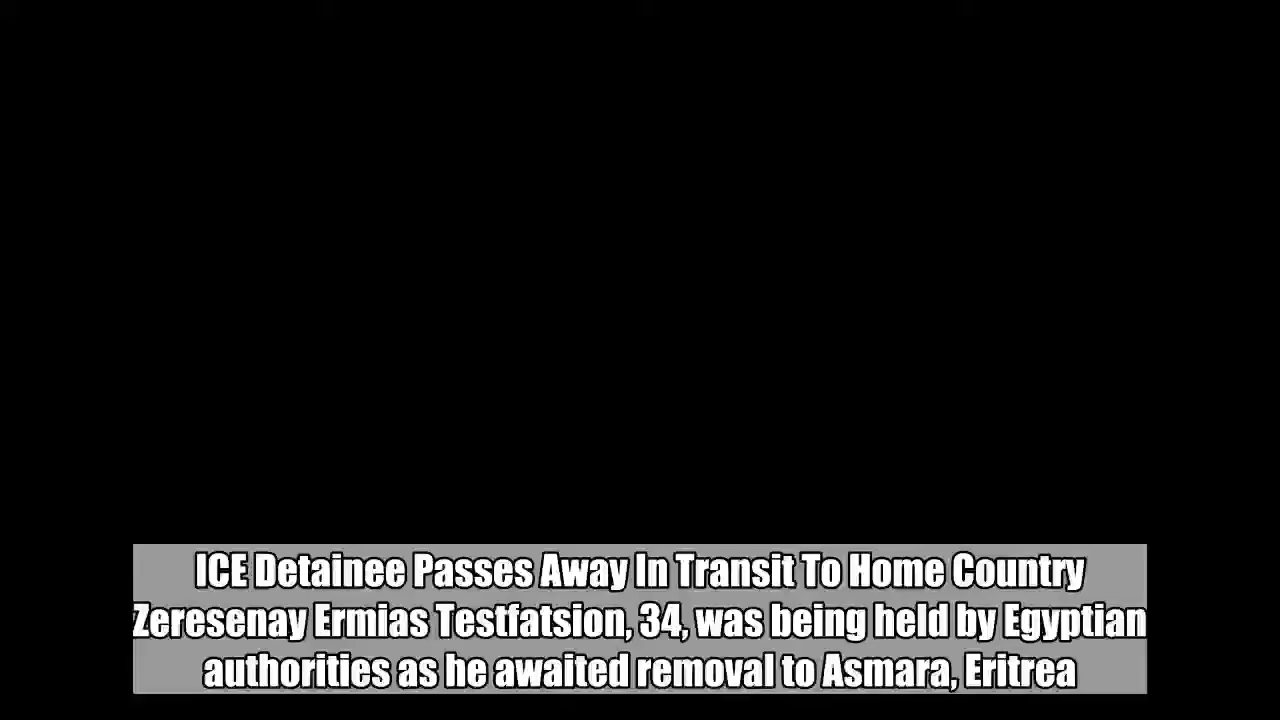 ICE Detainee Passes Away In Transit To Home Country
Zeresenay Ermias Testfatsion, 34, was being held by Egyptian
authorities as he awaited removal to Asmara, Eritrea